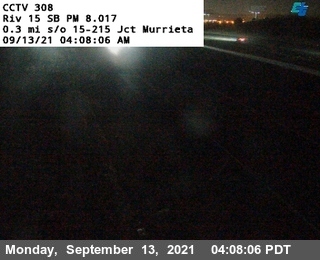 CCTV 308
Riv 15 SB PM 8.017
0.3 mi s/o 15-215 Jct Murrieta
09/13/21 04:08:06 AM
Monday, September 13, 2021 04:08:06 PDT